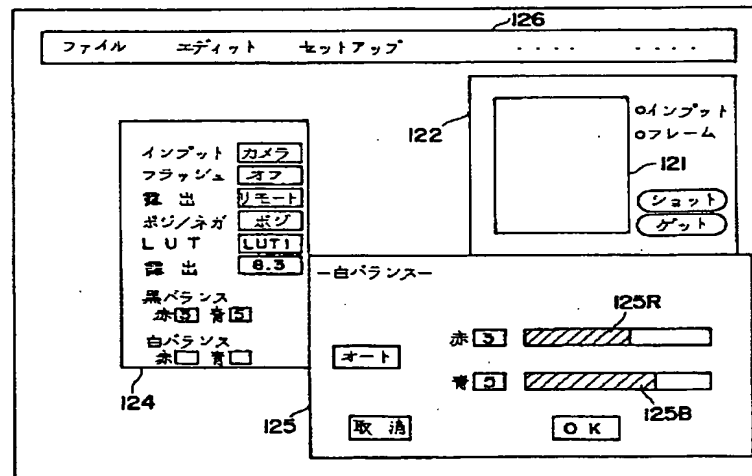 126
ファイル エディット セットアップ ・・・・ ・・・・
122
インプット
フレーム
121
ショット
ゲット
インプット カメラ
フラッシュ オフ
露出 リモート
ポジ/ネガ ポジ
LUT LUT1
露出 8.3
黒バランス
赤 5 青 5
白バランス
赤 青
124
-白バランス-
125R
赤 5
オート
青 5
125B
125
取消 OK